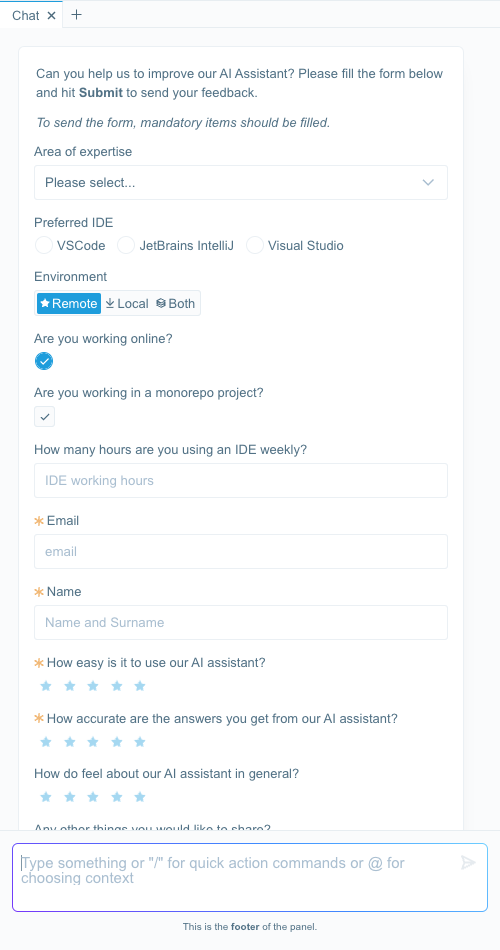 Chat
Can you help us to improve our AI Assistant? Please fill the form below
and hit Submit to send your feedback.
To send the form, mandatory items should be filled.
Area of expertise
Please select...
Preferred IDE
VSCode JetBrains IntelliJ Visual Studio
Environment
Remote Local Both
Are you working online?
Are you working in a monorepo project?
How many hours are you using an IDE weekly?
IDE working hours
Email
email
Name
Name and Surname
How easy is it to use our AI assistant?
How accurate are the answers you get from our AI assistant?
How do feel about our AI assistant in general?
Any other things you would like to share?
Type something or "/" for quick action commands or @ for
choosing context
This is the footer of the panel.